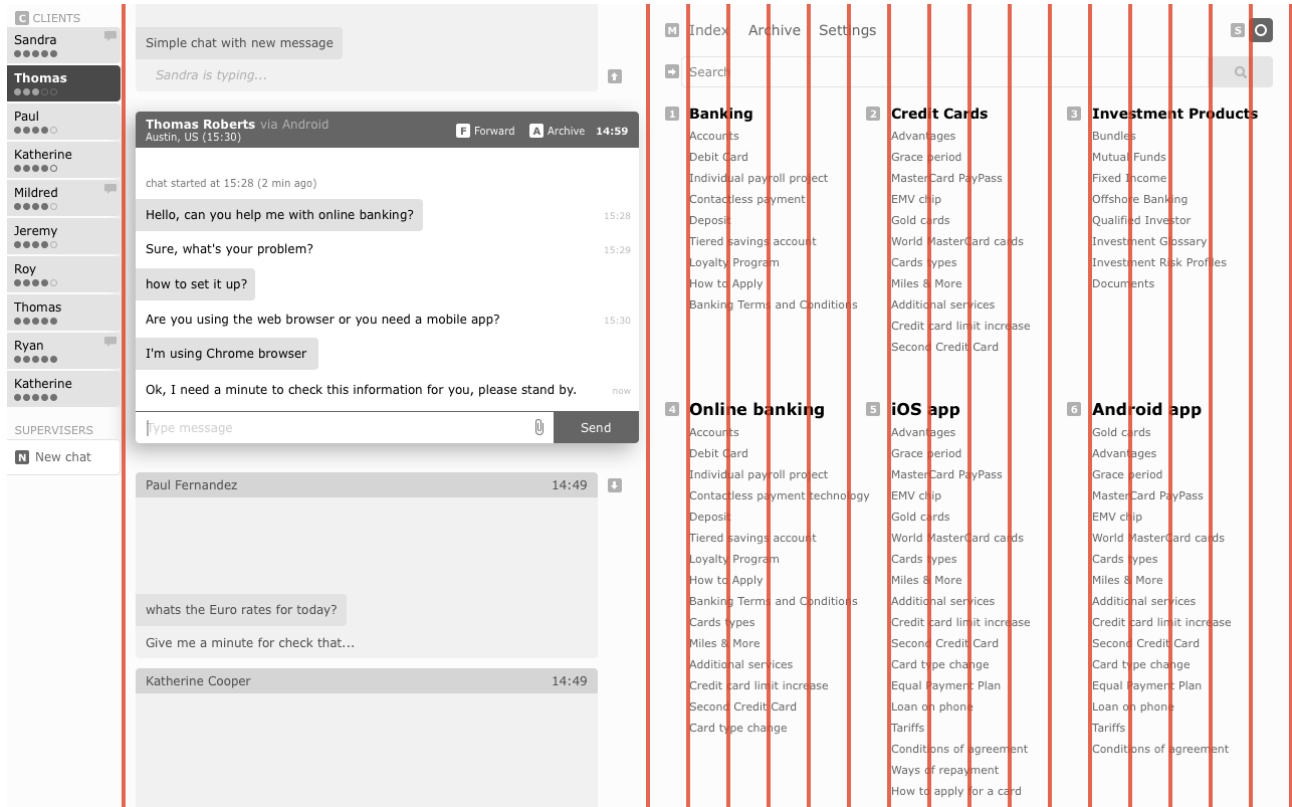 C CLIENTS
Sandra
Thomas
Paul
Katherine
Mildred
Jeremy
Roy
Thomas
Ryan
Katherine
SUPERVISERS
N New chat
Simple chat with new message
Sandra is typing...
Thomas Roberts via Android
Austin, US (15:30)
F Forward A Archive 14:59
chat started at 15:28 (2 min ago)
Hello, can you help me with online banking? 15:28
Sure, what's your problem? 15:29
how to set it up?
Are you using the web browser or you need a mobile app? 15:30
I'm using Chrome browser
Ok, I need a minute to check this information for you, please stand by. now
Type message
Send
Paul Fernandez 14:49
whats the Euro rates for today?
Give me a minute for check that...
Katherine Cooper 14:49
M Index Archive Settings S
Search
1 Banking
Accounts
Debit Card
Individual payroll project
Contactless payment
Deposit
Tiered savings account
Loyalty Program
How to Apply
Banking Terms and Conditions
2 Credit Cards
Advantages
Grace period
MasterCard PayPass
EMV chip
Gold cards
World MasterCard cards
Cards types
Miles & More
Additional services
Credit card limit increase
Second Credit Card
3 Investment Products
Bundles
Mutual Funds
Fixed Income
Offshore Banking
Qualified Investor
Investment Glossary
Investment Risk Profiles
Documents
4 Online banking
Accounts
Debit Card
Individual payroll project
Contactless payment technology
Deposit
Tiered savings account
Loyalty Program
How to Apply
Banking Terms and Conditions
Cards types
Miles & More
Additional services
Credit card limit increase
Second Credit Card
Card type change
5 iOS app
Advantages
Grace period
MasterCard PayPass
EMV chip
Gold cards
World MasterCard cards
Cards types
Miles & More
Additional services
Credit card limit increase
Second Credit Card
Card type change
Equal Payment Plan
Loan on phone
Tariffs
Conditions of agreement
Ways of repayment
How to apply for a card
6 Android app
Gold cards
Advantages
Grace period
MasterCard PayPass
EMV chip
World MasterCard cards
Cards types
Miles & More
Additional services
Credit card limit increase
Second Credit Card
Card type change
Equal Payment Plan
Loan on phone
Tariffs
Conditions of agreement